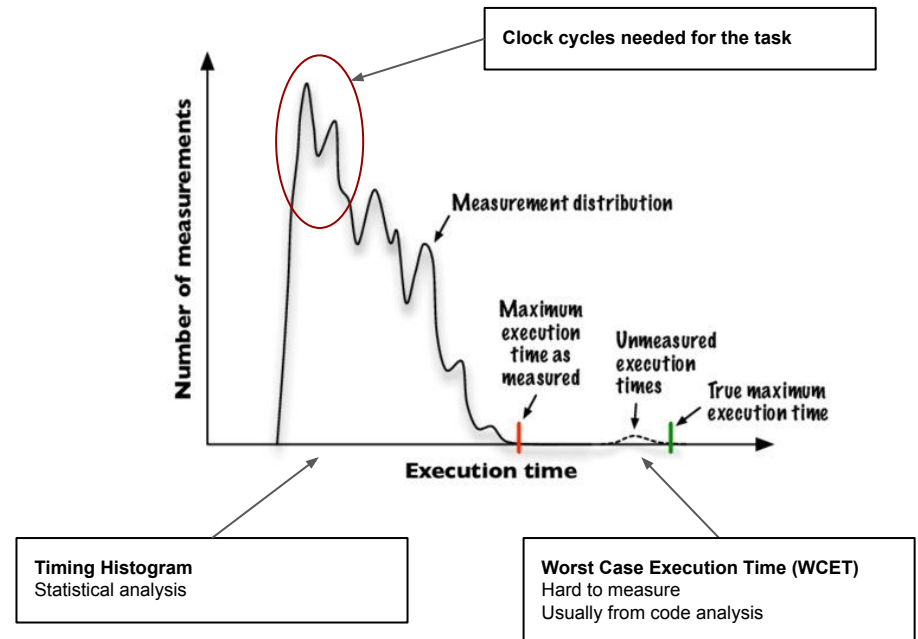 Clock cycles needed for the task
Number of measurements
Measurement distribution
Maximum
execution
time as
measured
Unmeasured
execution
times
True maximum
execution time
Execution time
Timing Histogram
Statistical analysis
Worst Case Execution Time (WCET)
Hard to measure
Usually from code analysis